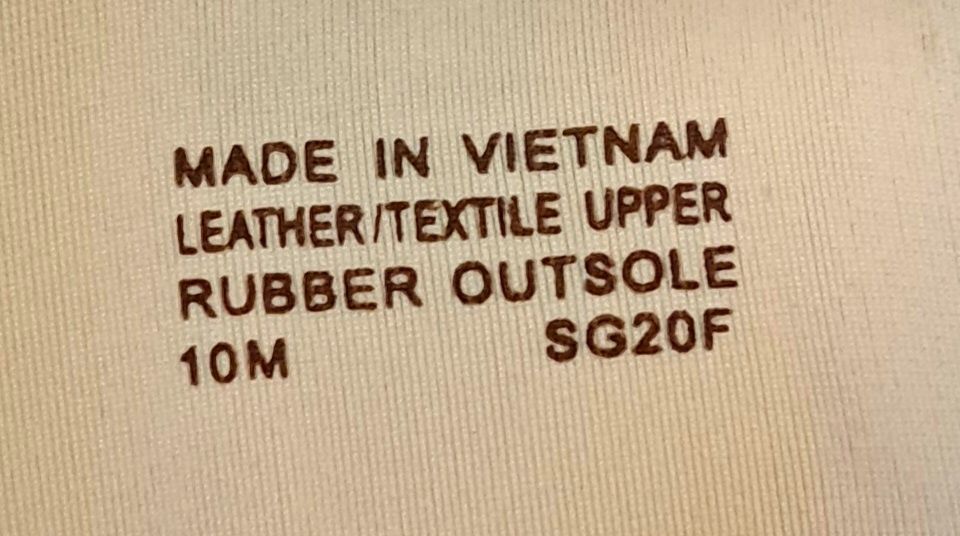 MADE IN VIETNAM
LEATHER/TEXTILE UPPER
RUBBER OUTSOLE
10M SG20F